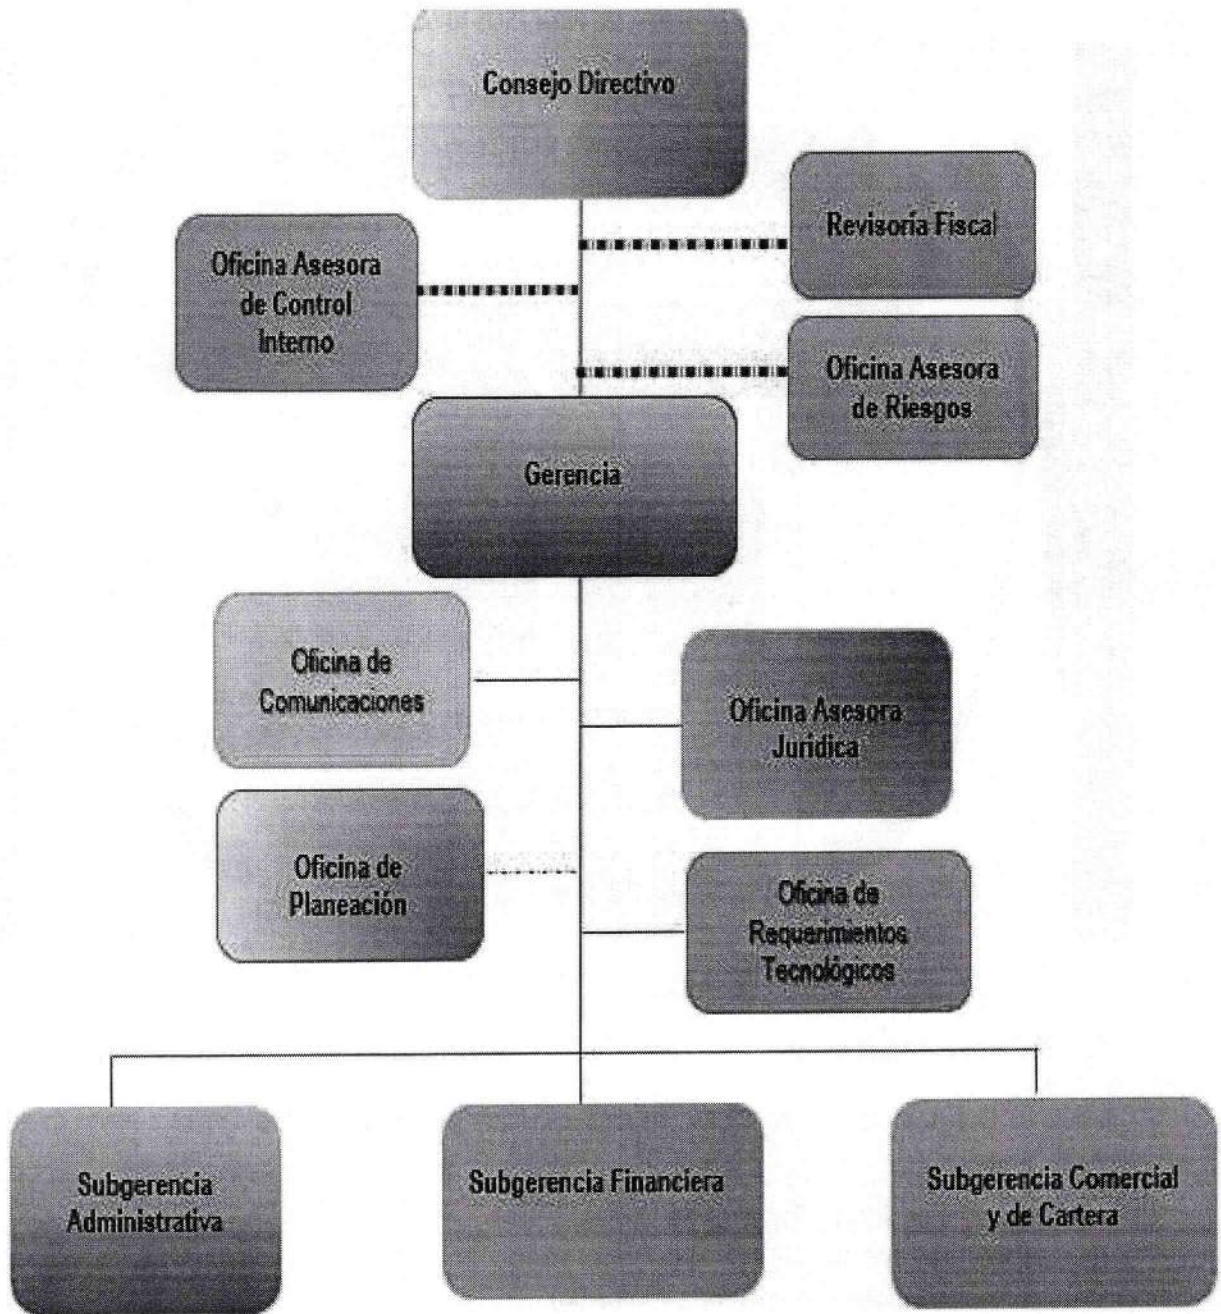 Consejo Directivo
Revisoría Fiscal
Oficina Asesora
de Control
Interno
Oficina Asesora
de Riesgos
Gerencia
Oficina de
Comunicaciones
Oficina Asesora
Jurídica
Oficina de
Planeación
Oficina de
Requerimientos
Tecnológicos
Subgerencia
Administrativa
Subgerencia Financiera
Subgerencia Comercial
y de Cartera